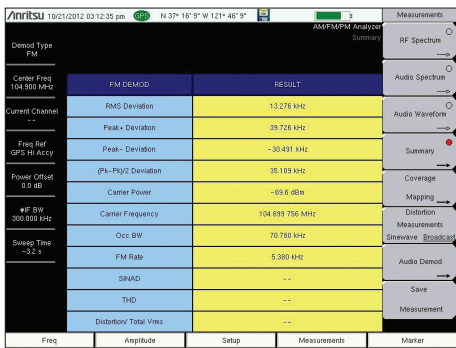 Anritsu 10/21/2012 03:12:35 pm GPS N 37° 16' 9" W 121° 46' 9"
AM/FM/PM Analyzer
Summary
Measurements
Demod Type
FM
Center Freq
104.900 MHz
Current Channel
--
Freq Ref
GPS Hi Accy
Power Offset
0.0 dB
#IF BW
300.000 kHz
Sweep Time
~3.2 s
FM DEMOD RESULT
RMS Deviation 13.276 kHz
Peak+ Deviation 39.726 kHz
Peak- Deviation -30.491 kHz
(Pk-Pk)/2 Deviation 35.109 kHz
Carrier Power -69.6 dBm
Carrier Frequency 104.899 756 MHz
Occ BW 70.780 kHz
FM Rate 5.380 kHz
SINAD --
THD --
Distortion/ Total Vrms --
RF Spectrum
Audio Spectrum
Audio Waveform
Summary
Coverage
Mapping
Distortion
Measurements
Sinewave Broadcast
Audio Demod
Save
Measurement
Freq Amplitude Setup Measurements Marker